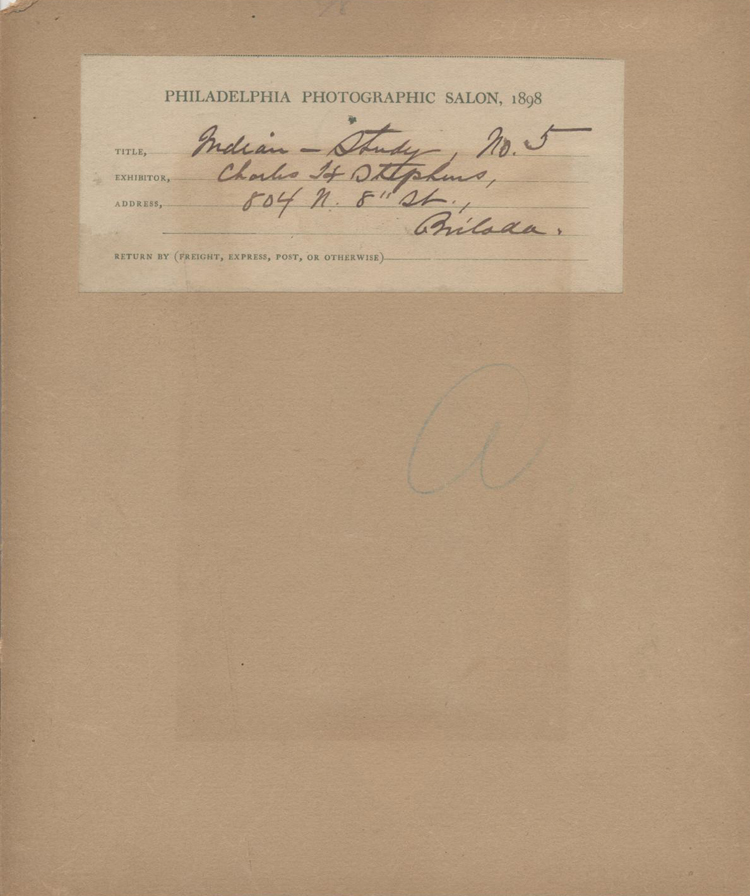 PHILADELPHIA PHOTOGRAPHIC SALON, 1898
TITLE, Indian – Study, No. 5
EXHIBITOR, Charles H Stephens,
ADDRESS, 804 N. 8" St.,
Philada.
RETURN BY (FREIGHT, EXPRESS, POST, OR OTHERWISE)
a